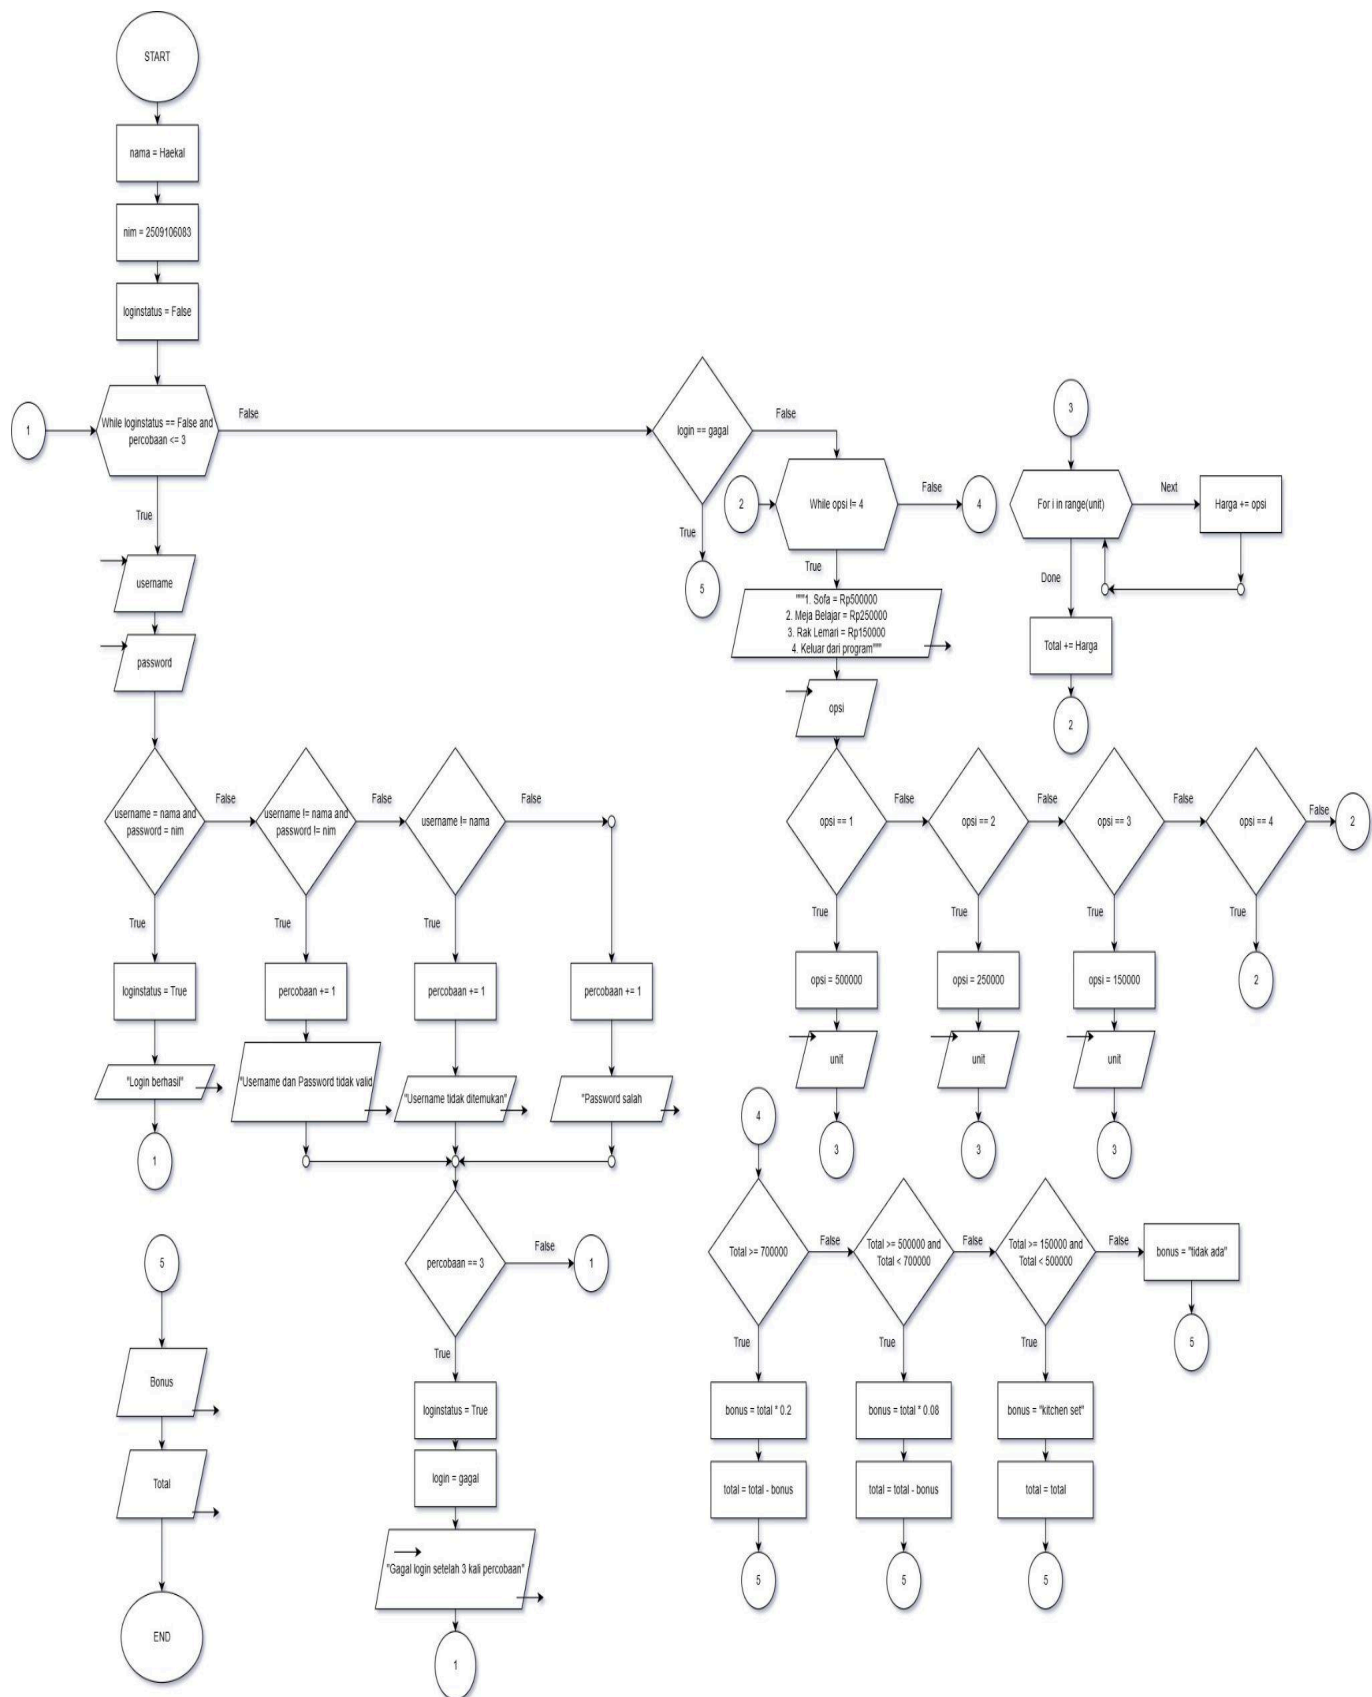 START
nama = Haekal
nim = 2509106083
loginstatus = False
1
While loginstatus == False and
percobaan <= 3
False
True
username
password
username = nama and
password = nim
False
username != nama and
password != nim
False
username != nama
False
True
True
True
loginstatus = True
percobaan += 1
percobaan += 1
percobaan += 1
"Login berhasil"
"Username dan Password tidak valid
"Username tidak ditemukan"
"Password salah
1
percobaan == 3
False
1
True
loginstatus = True
login = gagal
"Gagal login setelah 3 kali percobaan"
1
5
Bonus
Total
END
login == gagal
False
True
5
2
While opsi != 4
False
4
True
"""1. Sofa = Rp500000
2. Meja Belajar = Rp250000
3. Rak Lemari = Rp150000
4. Keluar dari program"""
opsi
opsi == 1
False
opsi == 2
False
opsi == 3
False
opsi == 4
False
2
True
True
True
True
opsi = 500000
opsi = 250000
opsi = 150000
2
unit
unit
unit
3
3
3
3
For i in range(unit)
Next
Harga += opsi
Done
Total += Harga
2
4
Total >= 700000
False
Total >= 500000 and
Total < 700000
False
Total >= 150000 and
Total < 500000
False
bonus = "tidak ada"
5
True
True
True
bonus = total * 0.2
bonus = total * 0.08
bonus = "kitchen set"
total = total - bonus
total = total - bonus
total = total
5
5
5